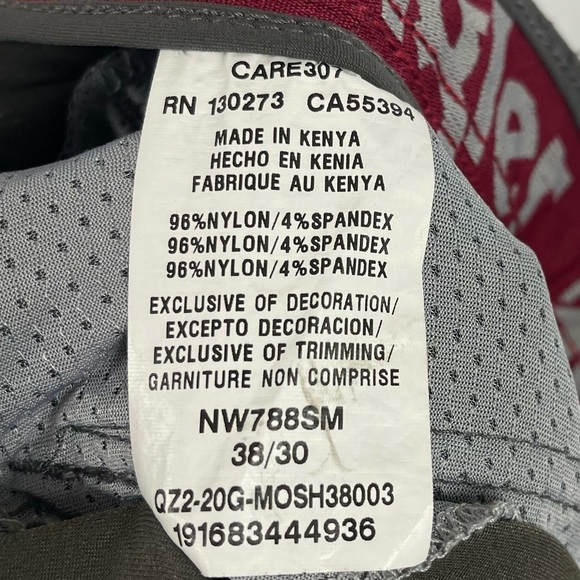 CARE307
RN 130273 CA55394
MADE IN KENYA
HECHO EN KENIA
FABRIQUE AU KENYA
96%NYLON/4%SPANDEX
96%NYLON/4%SPANDEX
96%NYLON/4%SPANDEX
EXCLUSIVE OF DECORATION/
EXCEPTO DECORACION/
EXCLUSIVE OF TRIMMING/
GARNITURE NON COMPRISE
NW788SM
38/30
QZ2-20G-MOSH38003
191683444936